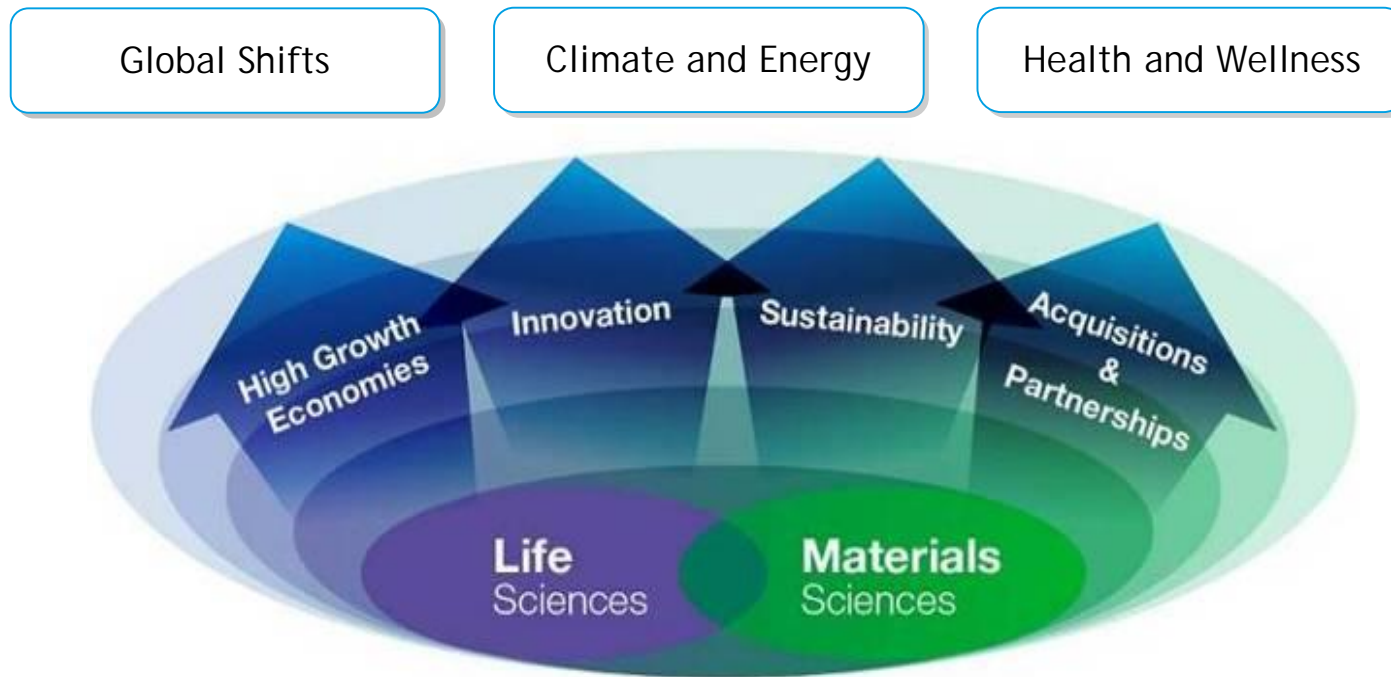 Global Shifts
Climate and Energy
Health and Wellness
High Growth
Economies
Innovation
Sustainability
Acquisitions
&
Partnerships
Life
Sciences
Materials
Sciences